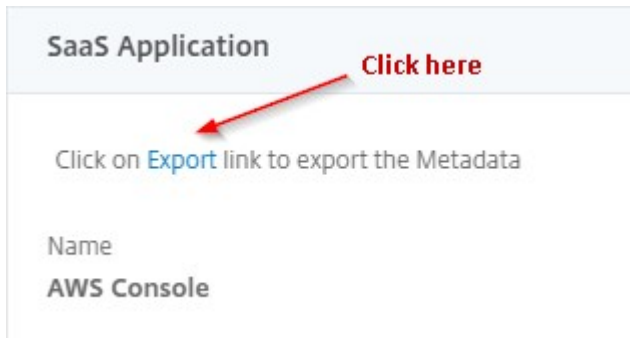 SaaS Application
Click here
Click on Export link to export the Metadata
Name
AWS Console